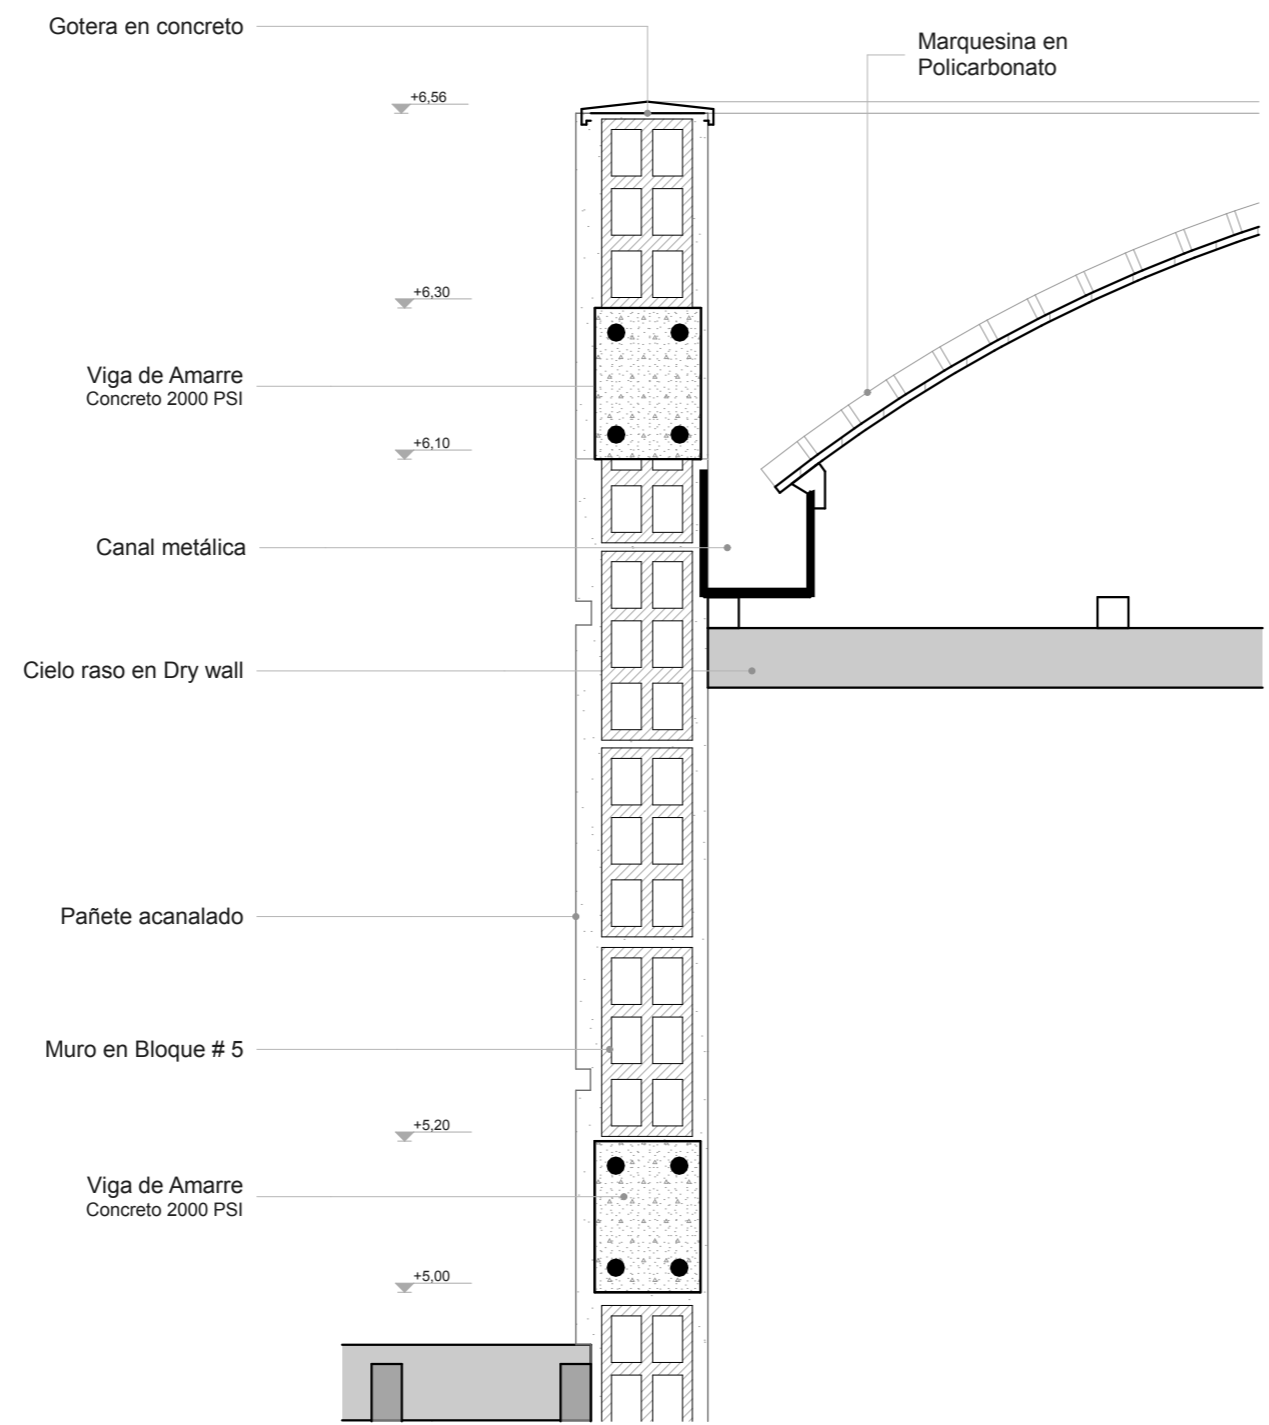 Gotera en concreto
Marquesina en
Policarbonato
+6,56
+6,30
Viga de Amarre
Concreto 2000 PSI
+6,10
Canal metálica
Cielo raso en Dry wall
Pañete acanalado
Muro en Bloque # 5
+5,20
Viga de Amarre
Concreto 2000 PSI
+5,00